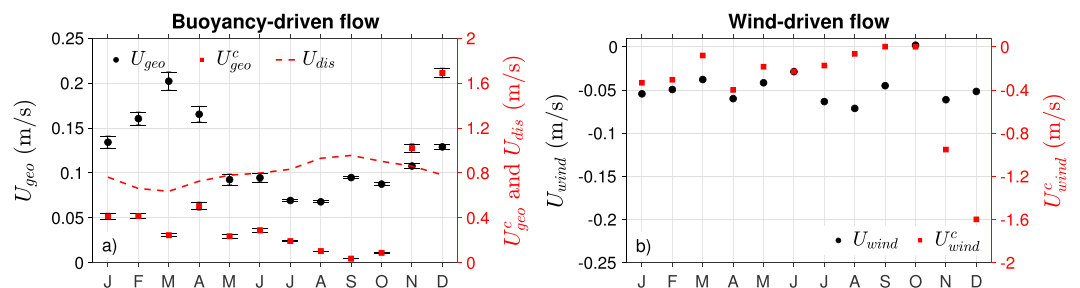 Buoyancy-driven flow
0.25
0.2
0.15
0.1
0.05
0
U_geo (m/s)
U_geo
U^c_geo
U_dis
a)
J F M A M J J A S O N D
2
1.6
1.2
0.8
0.4
0
U^c_geo and U_dis (m/s)
Wind-driven flow
0
-0.05
-0.1
-0.15
-0.2
-0.25
U_wind (m/s)
b)
U_wind
U^c_wind
J F M A M J J A S O N D
0
-0.4
-0.8
-1.2
-1.6
-2
U^c_wind (m/s)